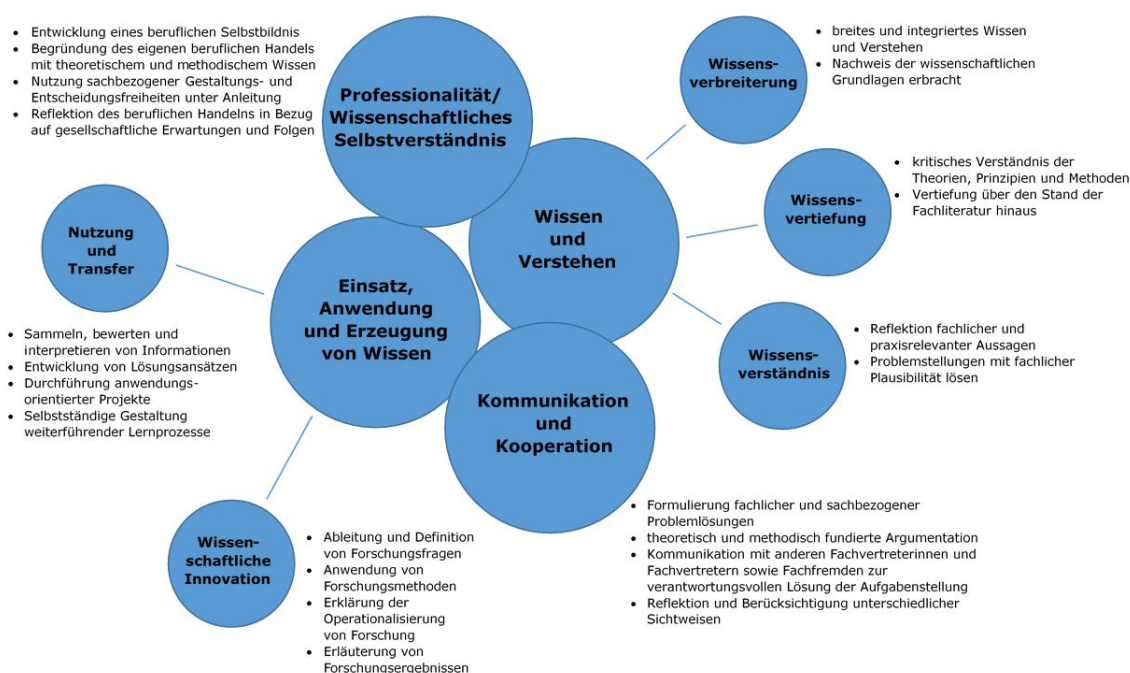 • Entwicklung eines beruflichen Selbstbildnis
• Begründung des eigenen beruflichen Handels
mit theoretischem und methodischem Wissen
• Nutzung sachbezogener Gestaltungs- und
Entscheidungsfreiheiten unter Anleitung
• Reflektion des beruflichen Handelns in Bezug
auf gesellschaftliche Erwartungen und Folgen
Professionalität/
Wissenschaftliches
Selbstverständnis
Wissens-
verbreiterung
• breites und integriertes Wissen
und Verstehen
• Nachweis der wissenschaftlichen
Grundlagen erbracht
Wissen
und
Verstehen
Wissens-
vertiefung
• kritisches Verständnis der
Theorien, Prinzipien und Methoden
• Vertiefung über den Stand der
Fachliteratur hinaus
Nutzung
und
Transfer
Einsatz,
Anwendung
und Erzeugung
von Wissen
• Sammeln, bewerten und
interpretieren von Informationen
• Entwicklung von Lösungsansätzen
• Durchführung anwendungs-
orientierter Projekte
• Selbstständige Gestaltung
weiterführender Lernprozesse
Wissens-
verständnis
• Reflektion fachlicher und
praxisrelevanter Aussagen
• Problemstellungen mit fachlicher
Plausibilität lösen
Kommunikation
und
Kooperation
• Formulierung fachlicher und sachbezogener
Problemlösungen
• theoretisch und methodisch fundierte Argumentation
• Kommunikation mit anderen Fachvertreterinnen und
Fachvertretern sowie Fachfremden zur
verantwortungsvollen Lösung der Aufgabenstellung
• Reflektion und Berücksichtigung unterschiedlicher
Sichtweisen
Wissen-
schaftliche
Innovation
• Ableitung und Definition
von Forschungsfragen
• Anwendung von
Forschungsmethoden
• Erklärung der
Operationalisierung
von Forschung
• Erläuterung von
Forschungsergebnissen